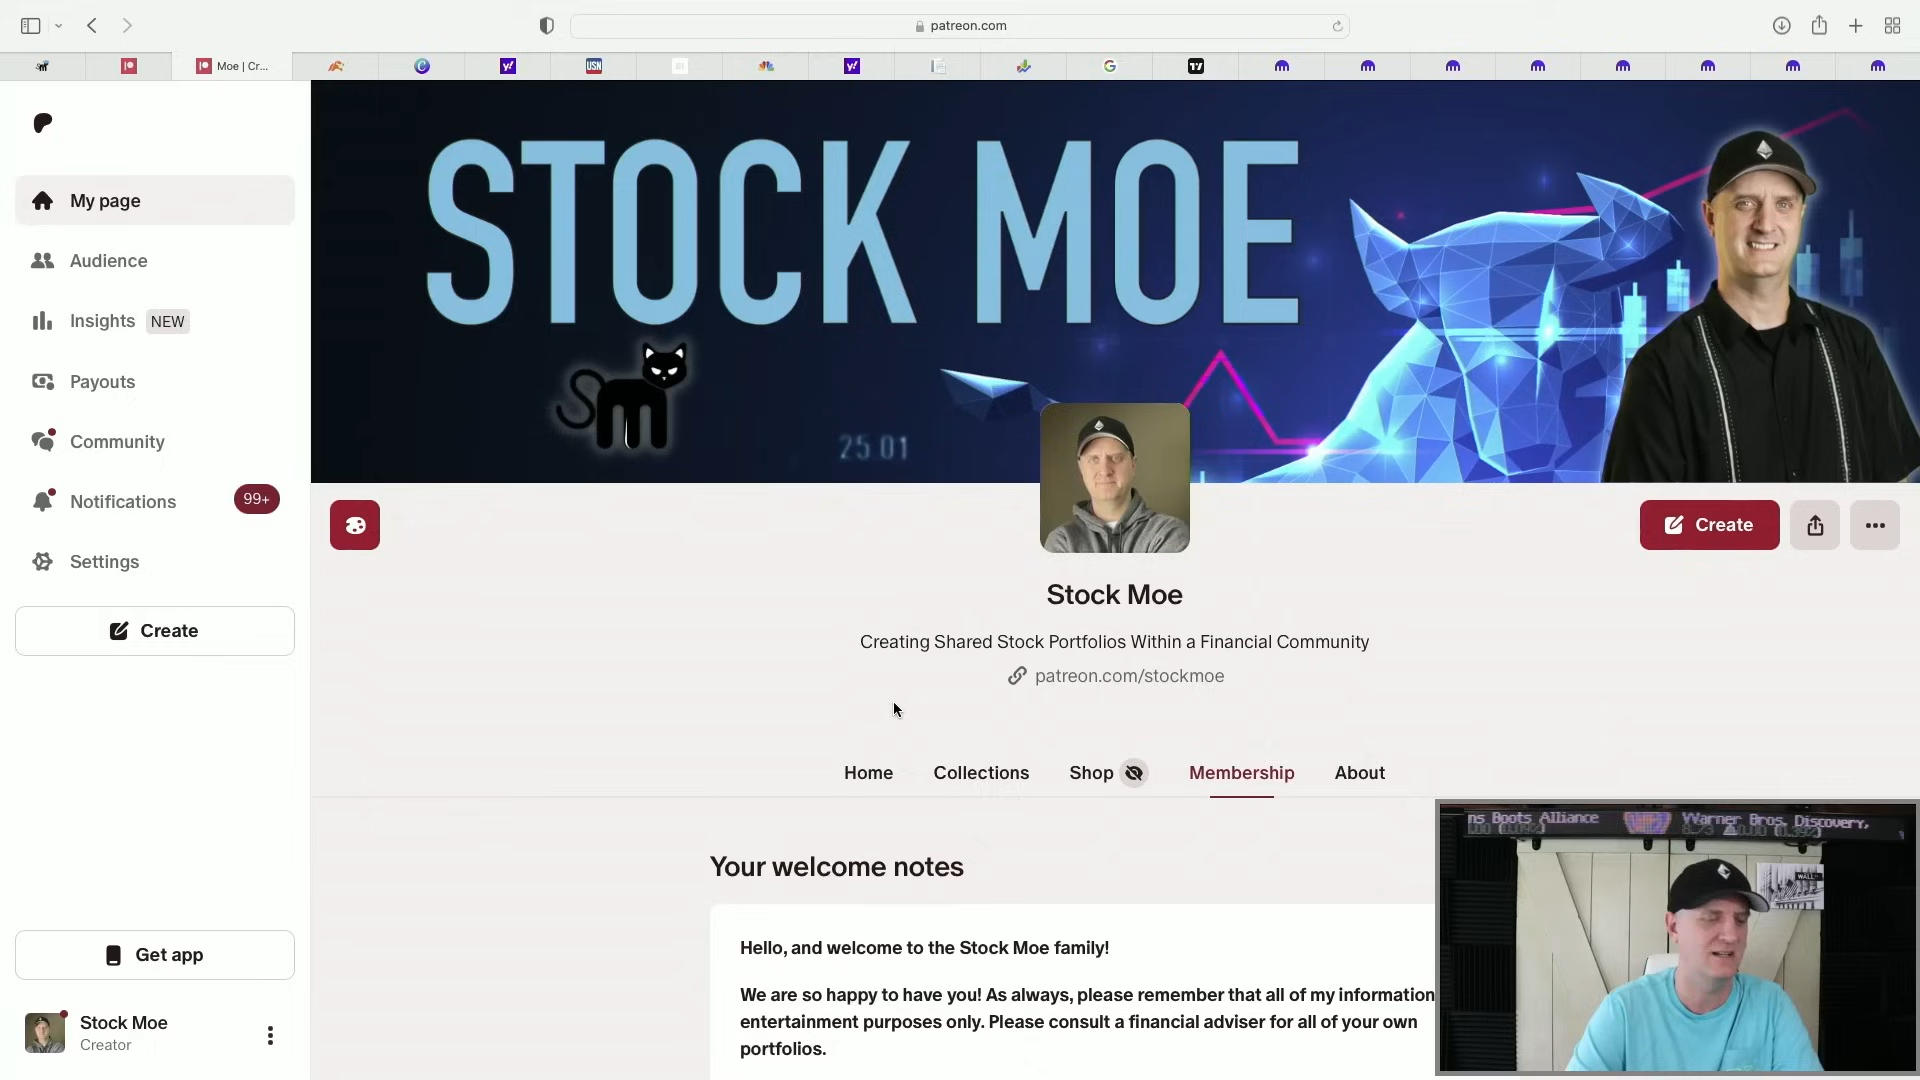 patreon.com
Moe | Cr...
STOCK MOE
25 01
My page
Audience
Insights NEW
Payouts
Community
Notifications 99+
Settings
Create
Get app
Stock Moe
Creator
Create
Stock Moe
Creating Shared Stock Portfolios Within a Financial Community
patreon.com/stockmoe
Home Collections Shop Membership About
Your welcome notes
Hello, and welcome to the Stock Moe family!
We are so happy to have you! As always, please remember that all of my information
entertainment purposes only. Please consult a financial adviser for all of your own
portfolios.
ns Boots Alliance
Warner Bros. Discovery,
WALL